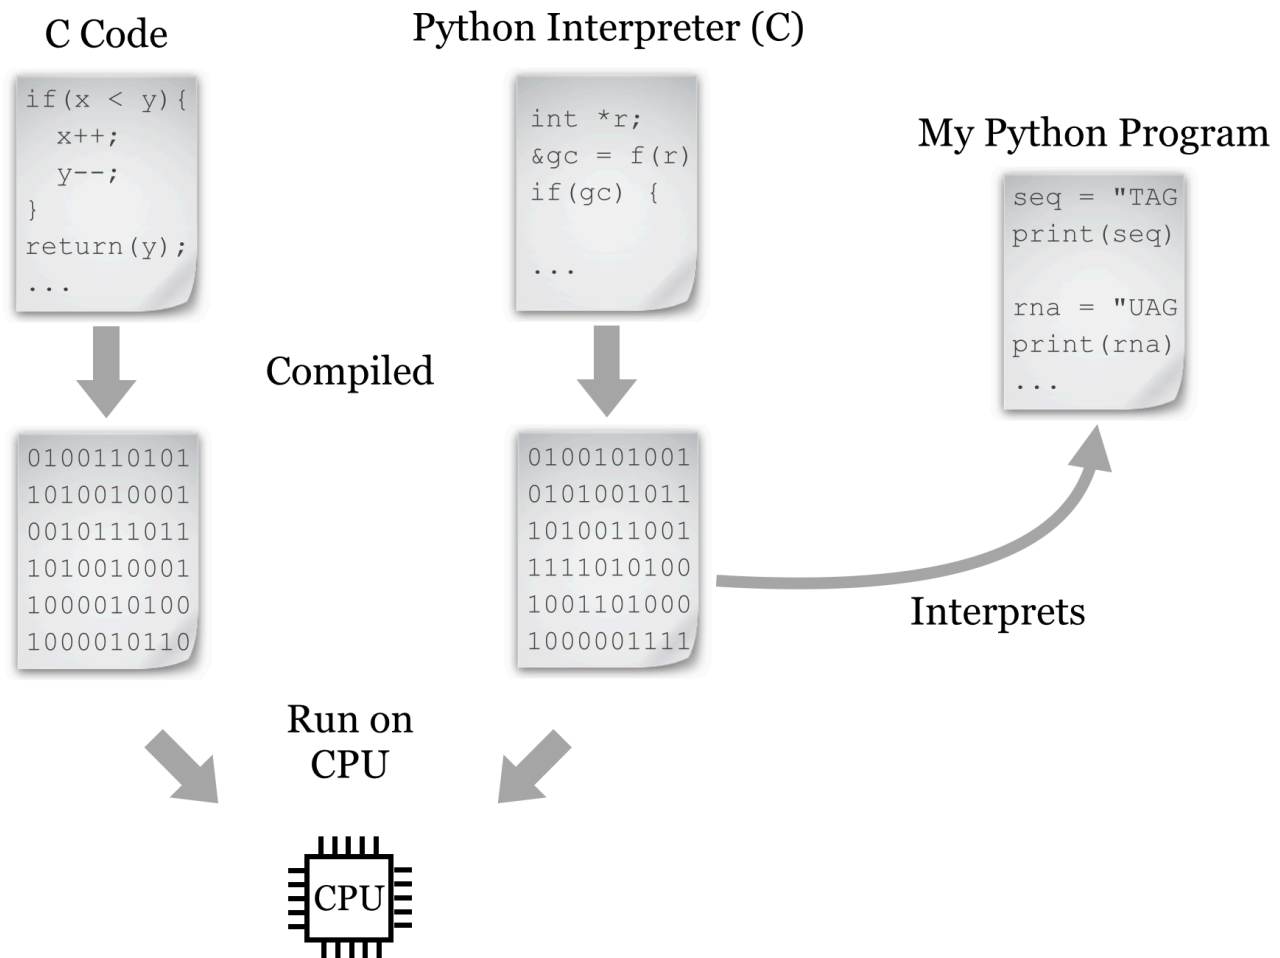 C Code
if(x < y){
x++;
y--;
}
return(y);
...
Python Interpreter (C)
int *r;
&gc = f(r)
if(gc) {
...
My Python Program
seq = "TAG
print(seq)
rna = "UAG
print(rna)
...
Compiled
0100110101
1010010001
0010111011
1010010001
1000010100
1000010110
0100101001
0101001011
1010011001
1111010100
1001101000
1000001111
Interprets
Run on
CPU
CPU